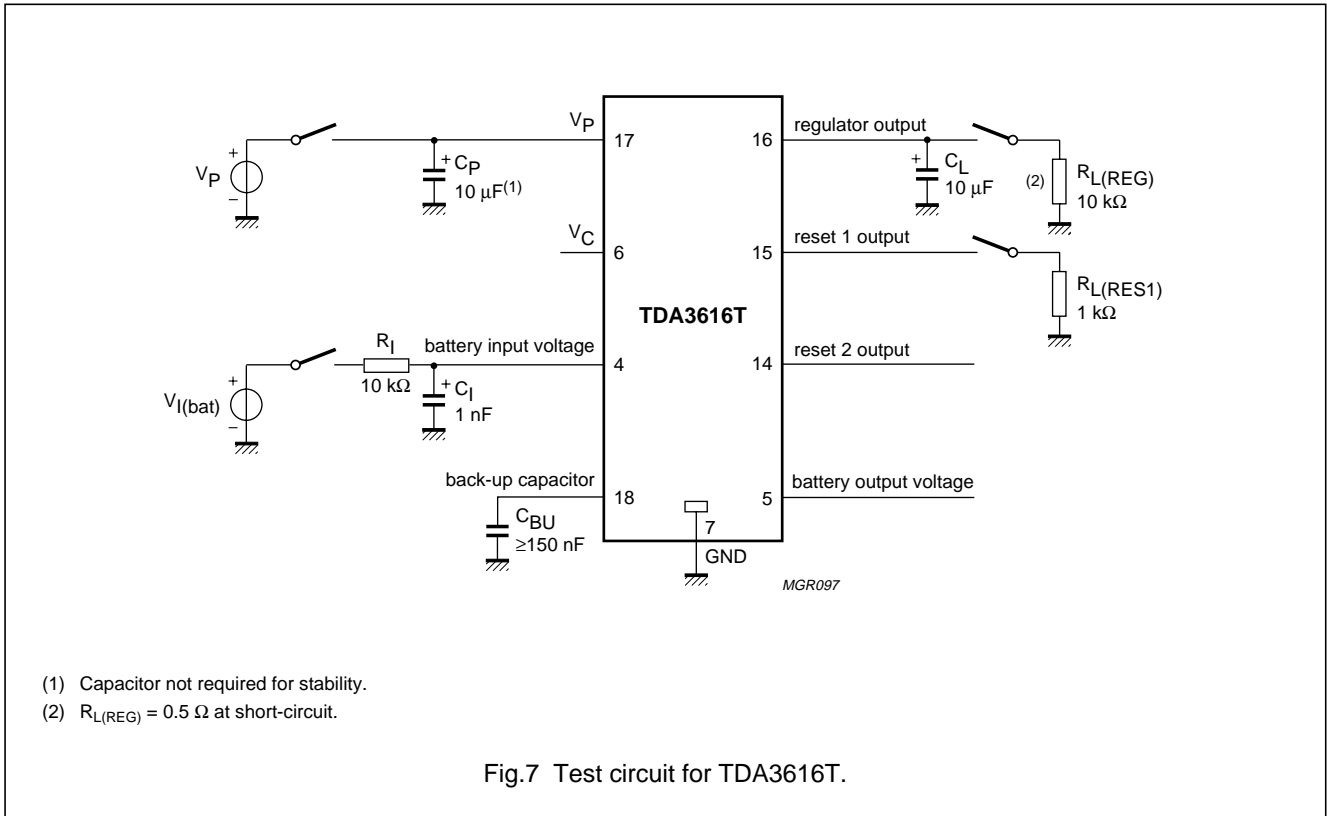 V_P
+
−
V_P
17
+
C_P
10 μF(1)
V_C
6
R_I
10 kΩ
battery input voltage
4
+
−
V_I(bat)
+
C_I
1 nF
back-up capacitor
18
C_BU
≥150 nF
TDA3616T
7
GND
16
regulator output
+
C_L
10 μF
(2)
R_L(REG)
10 kΩ
15
reset 1 output
R_L(RES1)
1 kΩ
14
reset 2 output
5
battery output voltage
MGR097
(1) Capacitor not required for stability.
(2) R_L(REG) = 0.5 Ω at short-circuit.
Fig.7 Test circuit for TDA3616T.